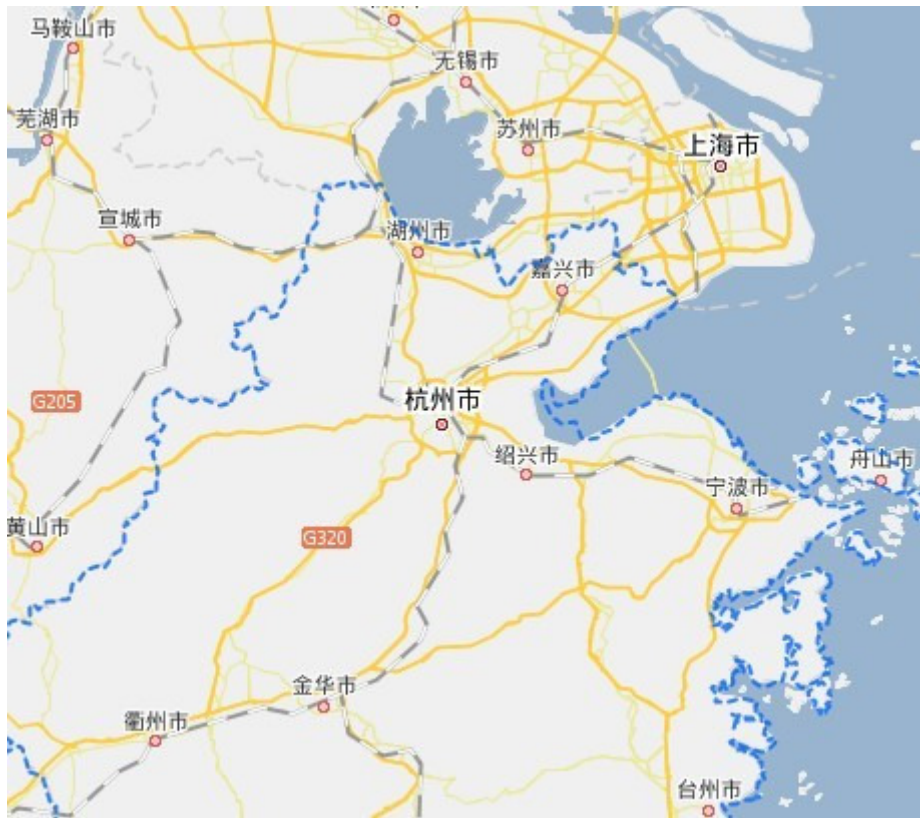 马鞍山市
无锡市
芜湖市
苏州市
上海市
宣城市
湖州市
嘉兴市
G205
杭州市
绍兴市
舟山市
宁波市
黄山市
G320
金华市
衢州市
台州市